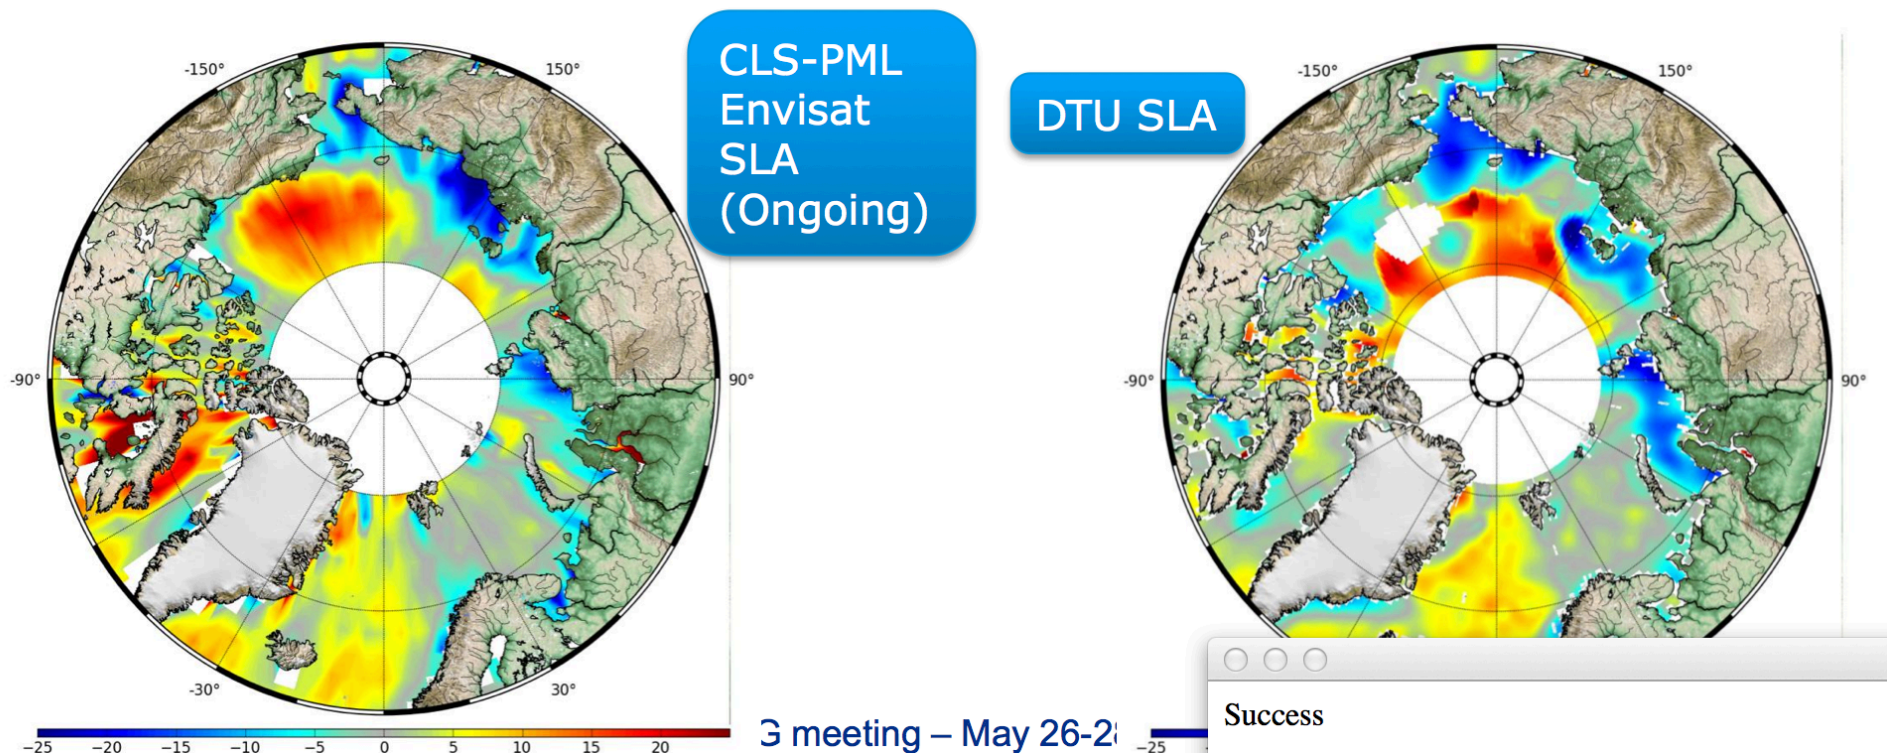 CLS-PML
Envisat
SLA
(Ongoing)
DTU SLA
-150°
150°
-90°
90°
-30°
30°
-150°
150°
-90°
90°
−25 −20 −15 −10 −5 0 5 10 15 20
G meeting – May 26-28
−25
Success